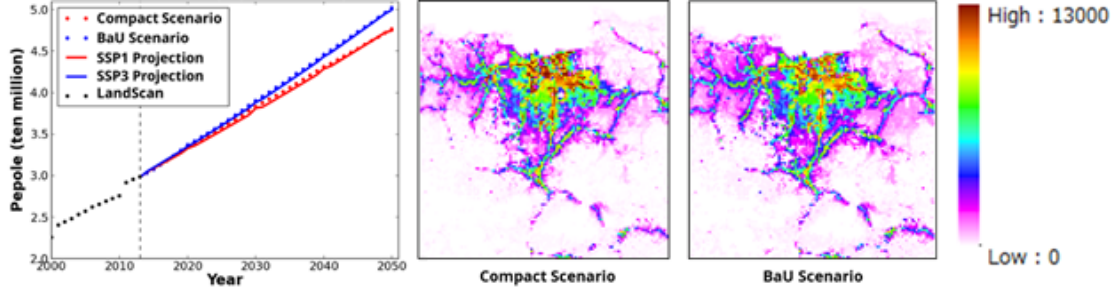 Compact Scenario
BaU Scenario
SSP1 Projection
SSP3 Projection
LandScan
Pepole (ten million)
5.0
4.5
4.0
3.5
3.0
2.5
2.0
2000 2010 2020 2030 2040 2050
Year
Compact Scenario
BaU Scenario
High : 13000
Low : 0